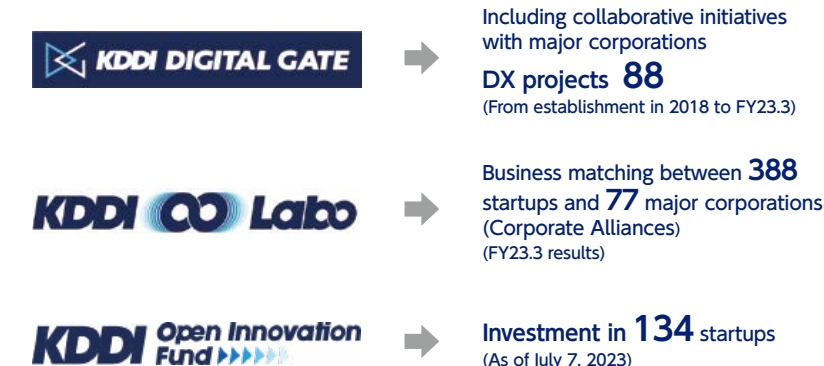 KDDI DIGITAL GATE
Including collaborative initiatives
with major corporations
DX projects 88
(From establishment in 2018 to FY23.3)
KDDI ∞ Labo
Business matching between 388
startups and 77 major corporations
(Corporate Alliances)
(FY23.3 results)
KDDI Open Innovation
Fund
Investment in 134 startups
(As of July 7, 2023)